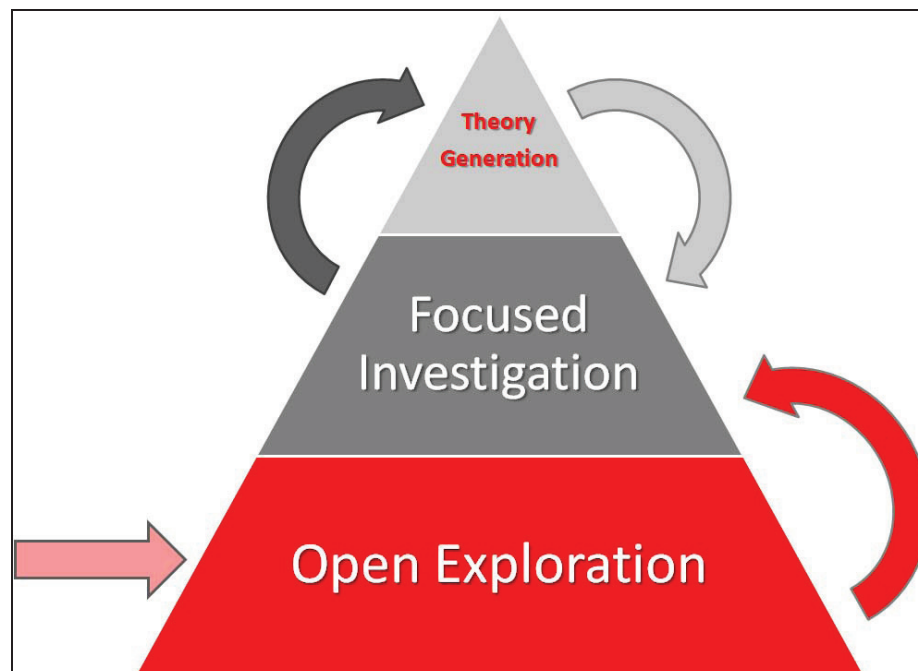 Theory
Generation
Focused
Investigation
Open Exploration